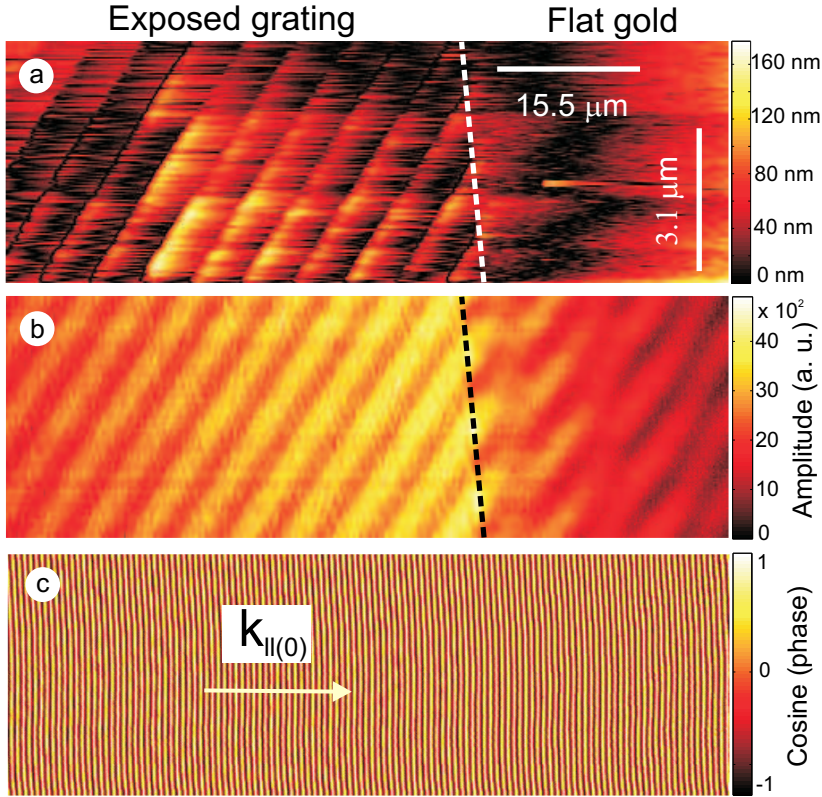 Exposed grating Flat gold
a
160 nm
120 nm
80 nm
40 nm
0 nm
15.5 μm
3.1 μm
b
x 10²
40
30
20
10
0
Amplitude (a. u.)
c
k||(0)
1
0
-1
Cosine (phase)